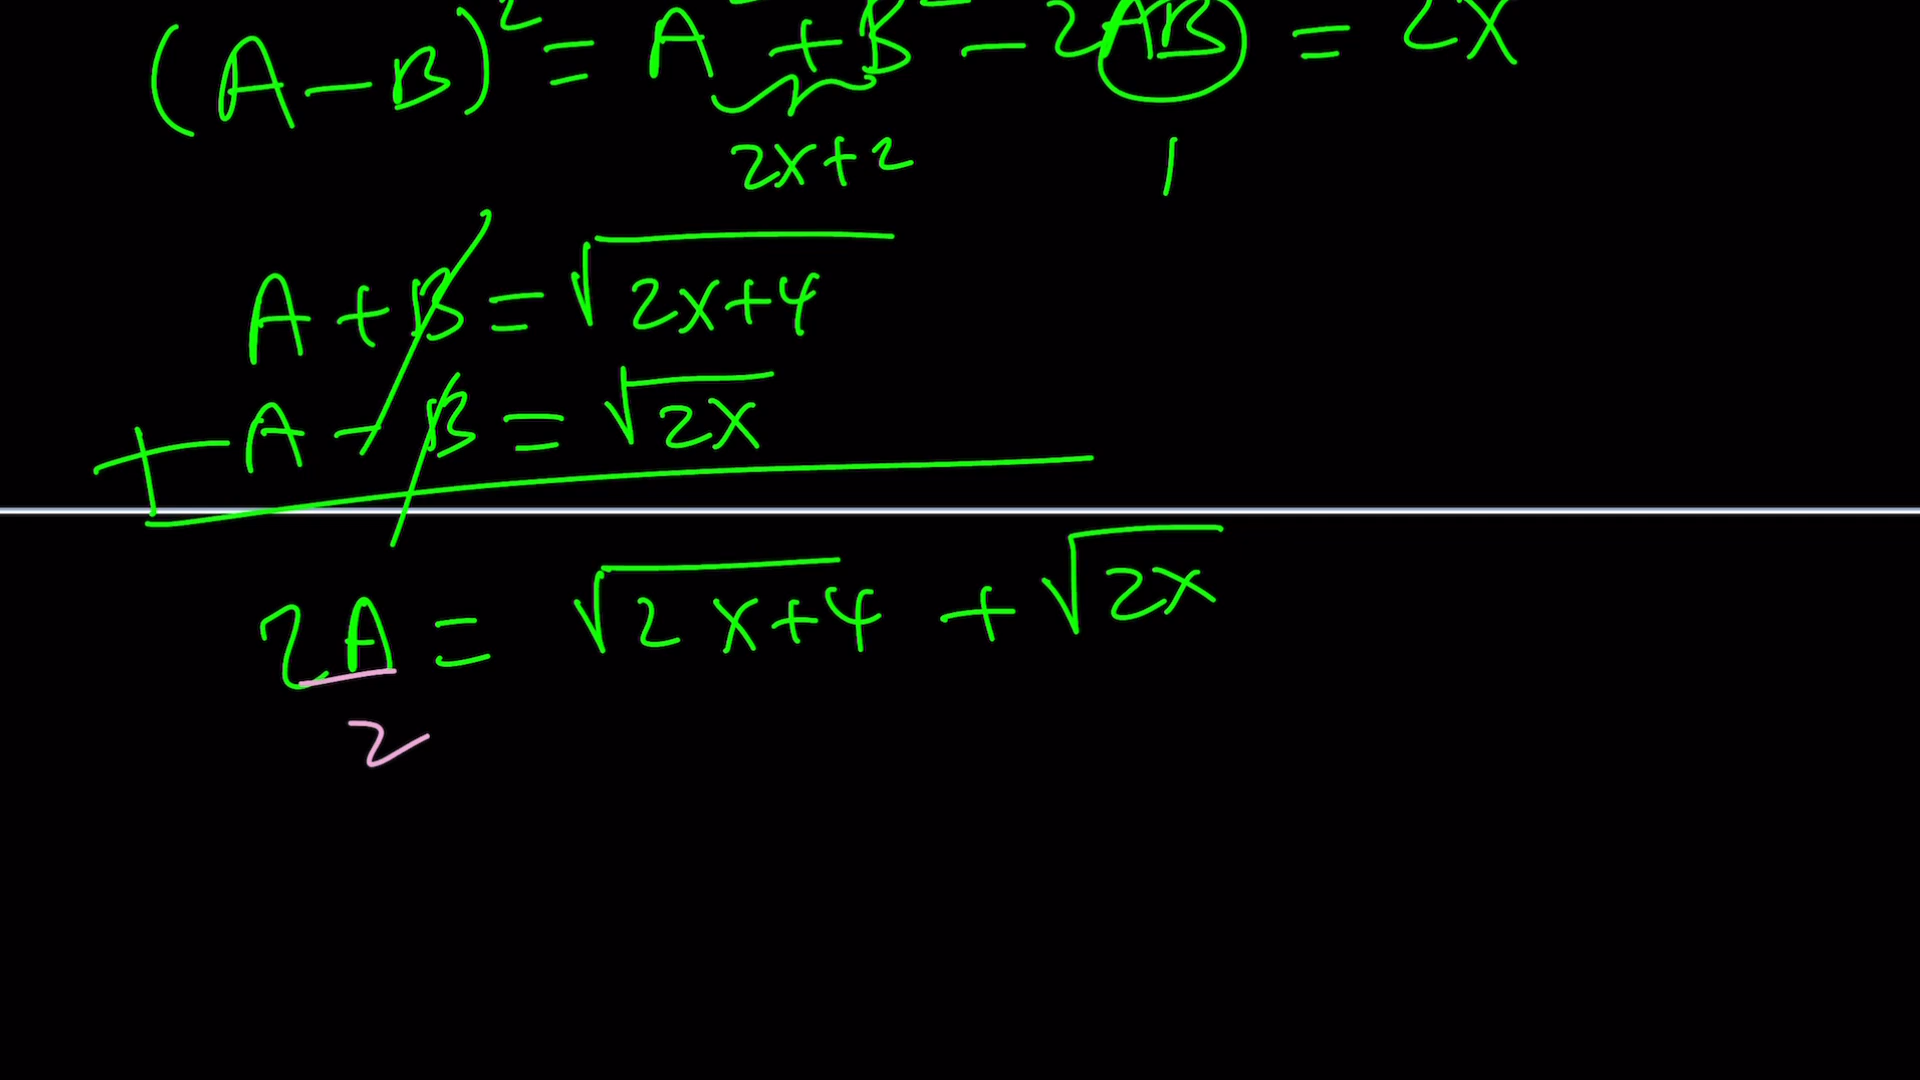 (A-B)² = A² + B² - 2AB = 2x
2x+2 1
A + B = √(2x+4)
+ A - B = √(2x)
2A = √(2x+4) + √(2x)
2